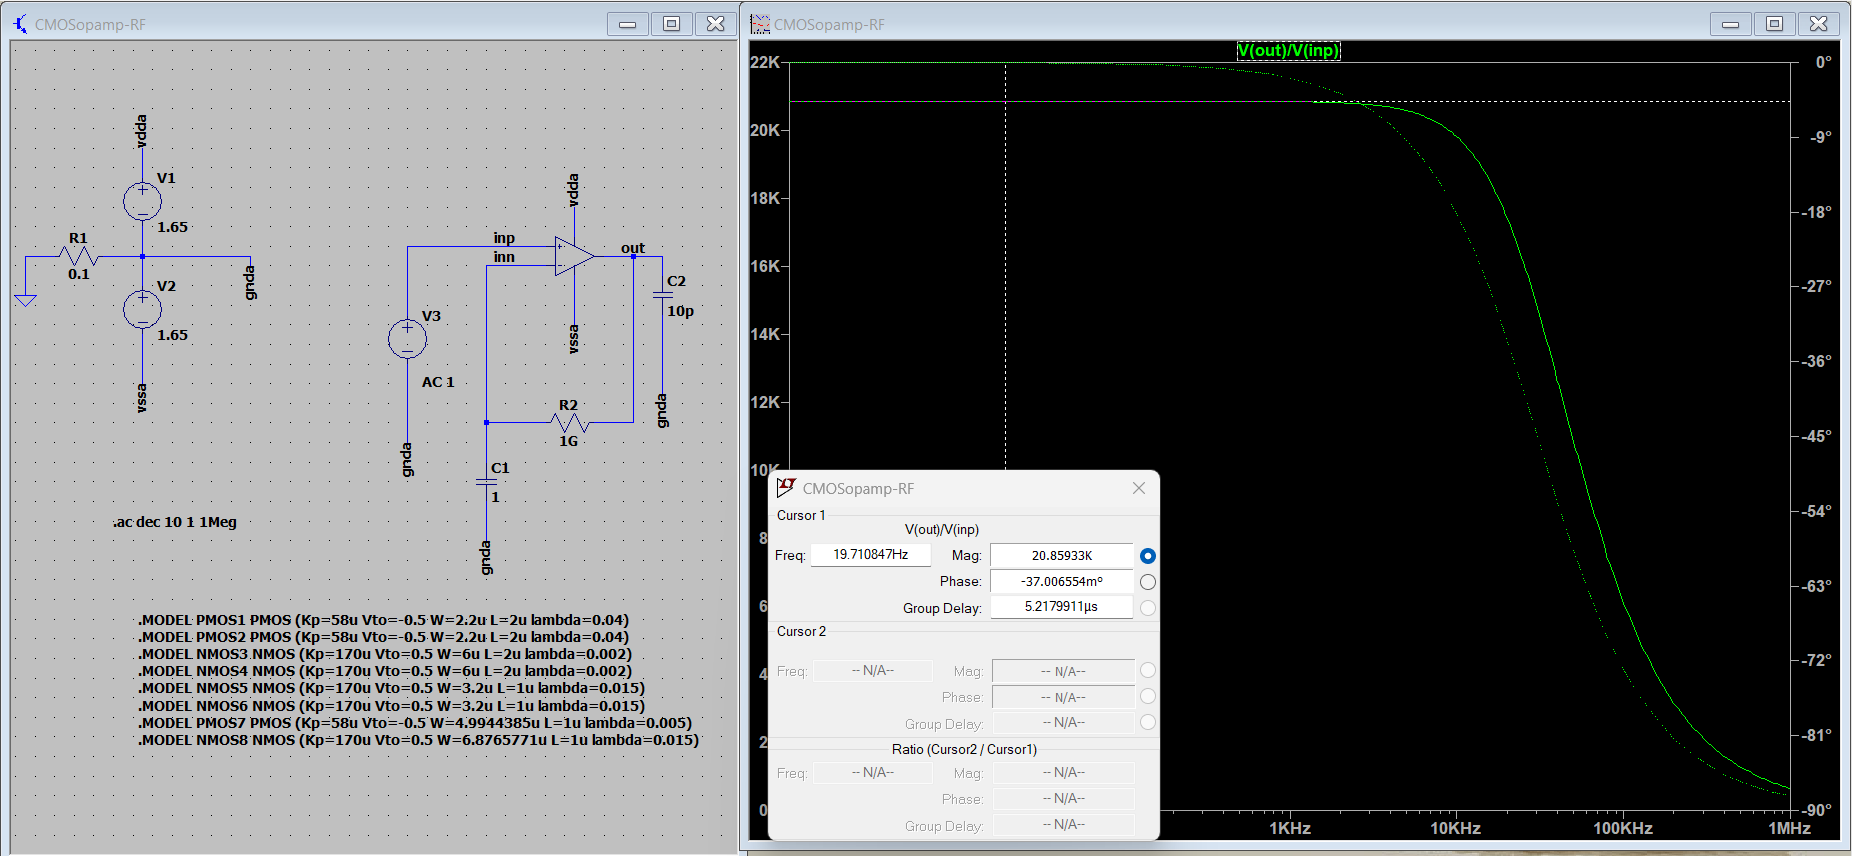 CMOSopamp-RF
vdda
V1
1.65
R1
0.1
gnda
V2
1.65
vssa
vdda
inp
inn
out
C2
10p
vssa
V3
AC 1
gnda
gnda
R2
1G
C1
1
gnda
.ac dec 10 1 1Meg
.MODEL PMOS1 PMOS (Kp=58u Vto=-0.5 W=2.2u L=2u lambda=0.04)
.MODEL PMOS2 PMOS (Kp=58u Vto=-0.5 W=2.2u L=2u lambda=0.04)
.MODEL NMOS3 NMOS (Kp=170u Vto=0.5 W=6u L=2u lambda=0.002)
.MODEL NMOS4 NMOS (Kp=170u Vto=0.5 W=6u L=2u lambda=0.002)
.MODEL NMOS5 NMOS (Kp=170u Vto=0.5 W=3.2u L=1u lambda=0.015)
.MODEL NMOS6 NMOS (Kp=170u Vto=0.5 W=3.2u L=1u lambda=0.015)
.MODEL PMOS7 PMOS (Kp=58u Vto=-0.5 W=4.9944385u L=1u lambda=0.005)
.MODEL NMOS8 NMOS (Kp=170u Vto=0.5 W=6.8765771u L=1u lambda=0.015)
CMOSopamp-RF
V(out)/V(inp)
22K
20K
18K
16K
14K
12K
10K
8
6
4
2
0
0°
-9°
-18°
-27°
-36°
-45°
-54°
-63°
-72°
-81°
-90°
1KHz 10KHz 100KHz 1MHz
CMOSopamp-RF
Cursor 1
V(out)/V(inp)
Freq: 19.710847Hz Mag: 20.85933K
Phase: -37.006554m°
Group Delay: 5.2179911µs
Cursor 2
Freq: -- N/A-- Mag: -- N/A--
Phase: -- N/A--
Group Delay: -- N/A--
Ratio (Cursor2 / Cursor1)
Freq: -- N/A-- Mag: -- N/A--
Phase: -- N/A--
Group Delay: -- N/A--